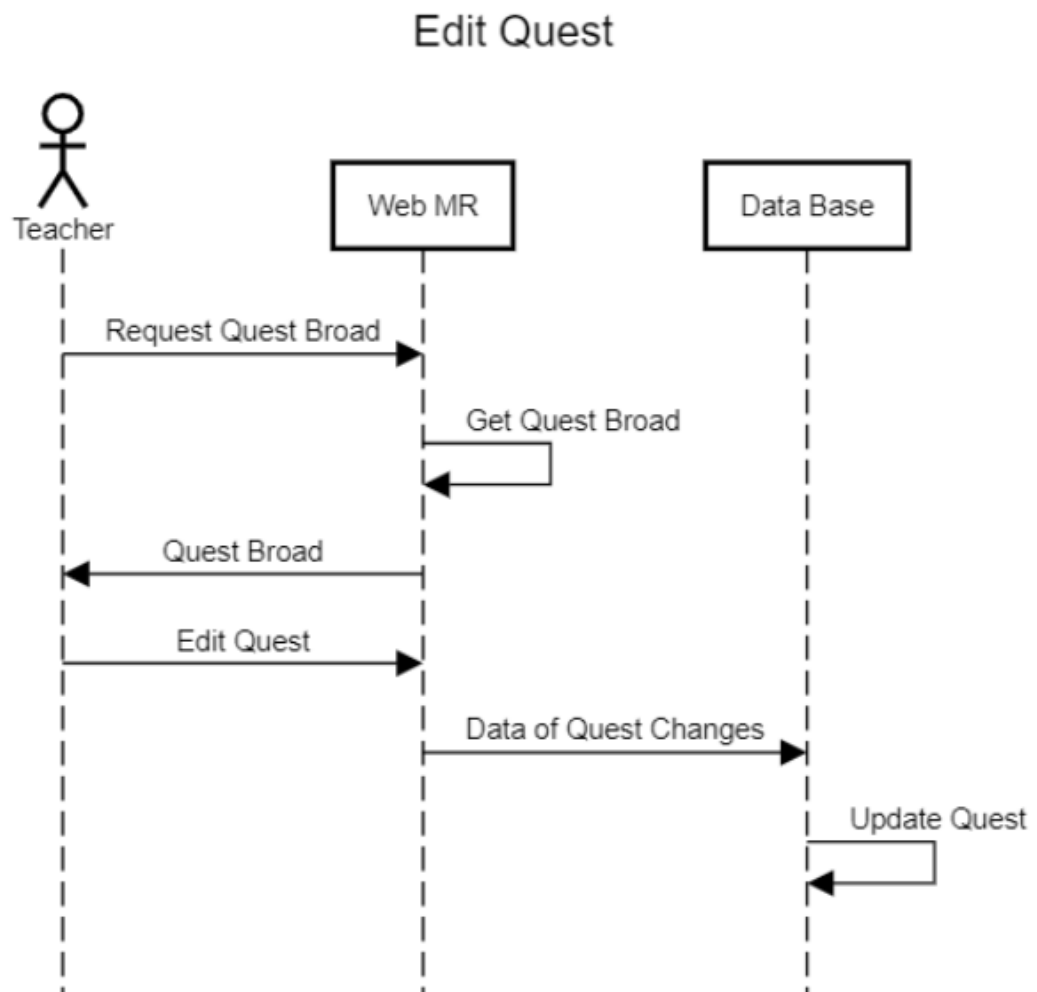 Edit Quest
Teacher
Web MR
Data Base
Request Quest Broad
Get Quest Broad
Quest Broad
Edit Quest
Data of Quest Changes
Update Quest